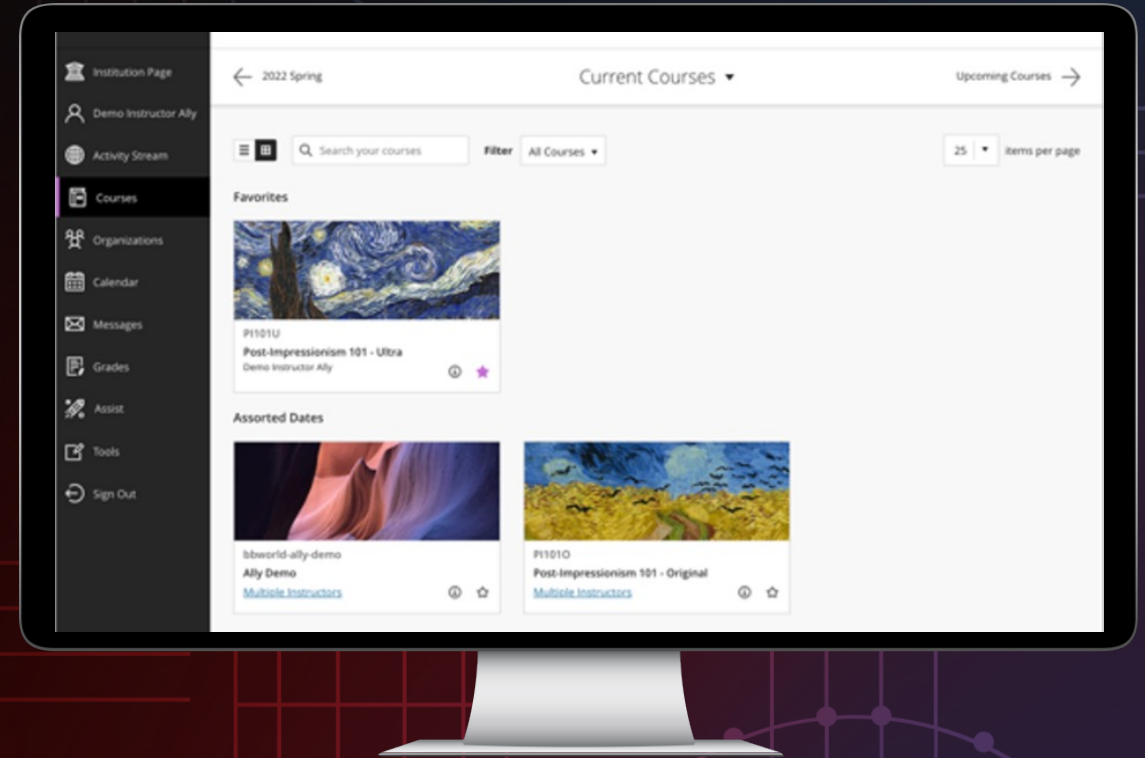 Institution Page
Demo Instructor Ally
Activity Stream
Courses
Organizations
Calendar
Messages
Grades
Assist
Tools
Sign Out
2022 Spring
Current Courses
Upcoming Courses
Search your courses
Filter
All Courses
25
items per page
Favorites
PI101U
Post-Impressionism 101 - Ultra
Demo Instructor Ally
Assorted Dates
bbworld-ally-demo
Ally Demo
Multiple Instructors
PI101O
Post-Impressionism 101 - Original
Multiple Instructors